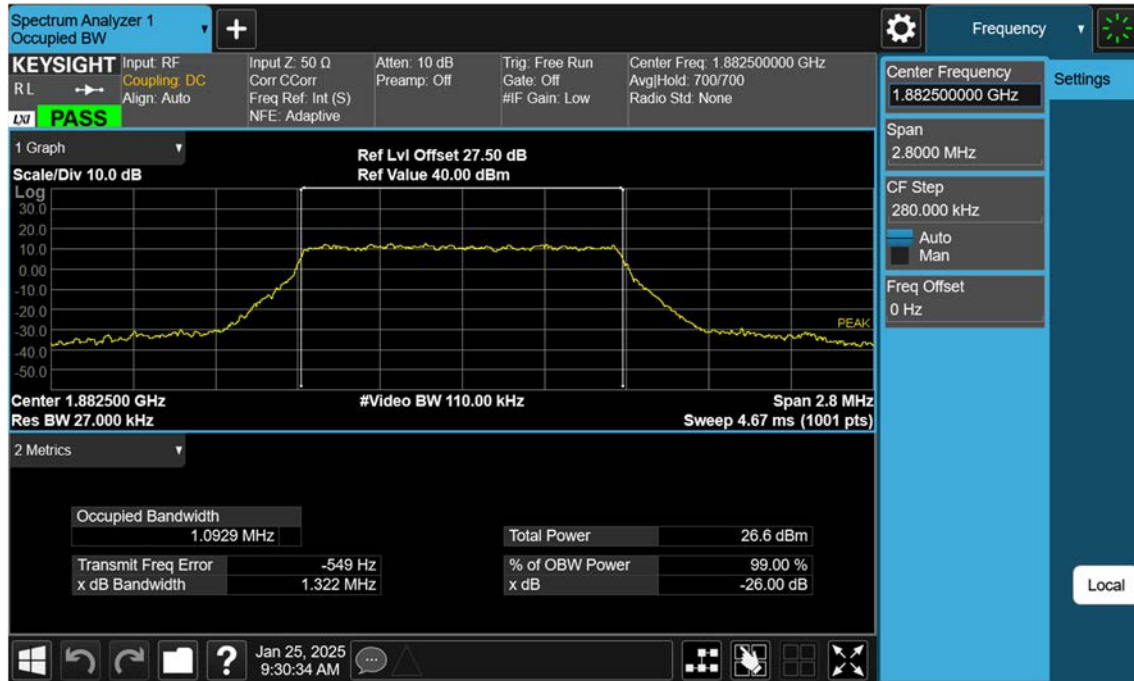 Spectrum Analyzer 1
Occupied BW
+
Frequency
KEYSIGHT
RL
LXI PASS
Input: RF
Coupling: DC
Align: Auto
Input Z: 50 Ω
Corr CCorr
Freq Ref: Int (S)
NFE: Adaptive
Atten: 10 dB
Preamp: Off
Trig: Free Run
Gate: Off
#IF Gain: Low
Center Freq: 1.882500000 GHz
Avg|Hold: 700/700
Radio Std: None
Center Frequency
1.882500000 GHz
Settings
Span
2.8000 MHz
CF Step
280.000 kHz
Auto
Man
Freq Offset
0 Hz
Local
1 Graph
Ref Lvl Offset 27.50 dB
Scale/Div 10.0 dB
Ref Value 40.00 dBm
Log
30.0
20.0
10.0
0.00
-10.0
-20.0
-30.0
-40.0
-50.0
PEAK
Center 1.882500 GHz
#Video BW 110.00 kHz
Span 2.8 MHz
Res BW 27.000 kHz
Sweep 4.67 ms (1001 pts)
2 Metrics
Occupied Bandwidth
1.0929 MHz
Total Power 26.6 dBm
Transmit Freq Error -549 Hz
% of OBW Power 99.00 %
x dB Bandwidth 1.322 MHz
x dB -26.00 dB
?
Jan 25, 2025
9:30:34 AM